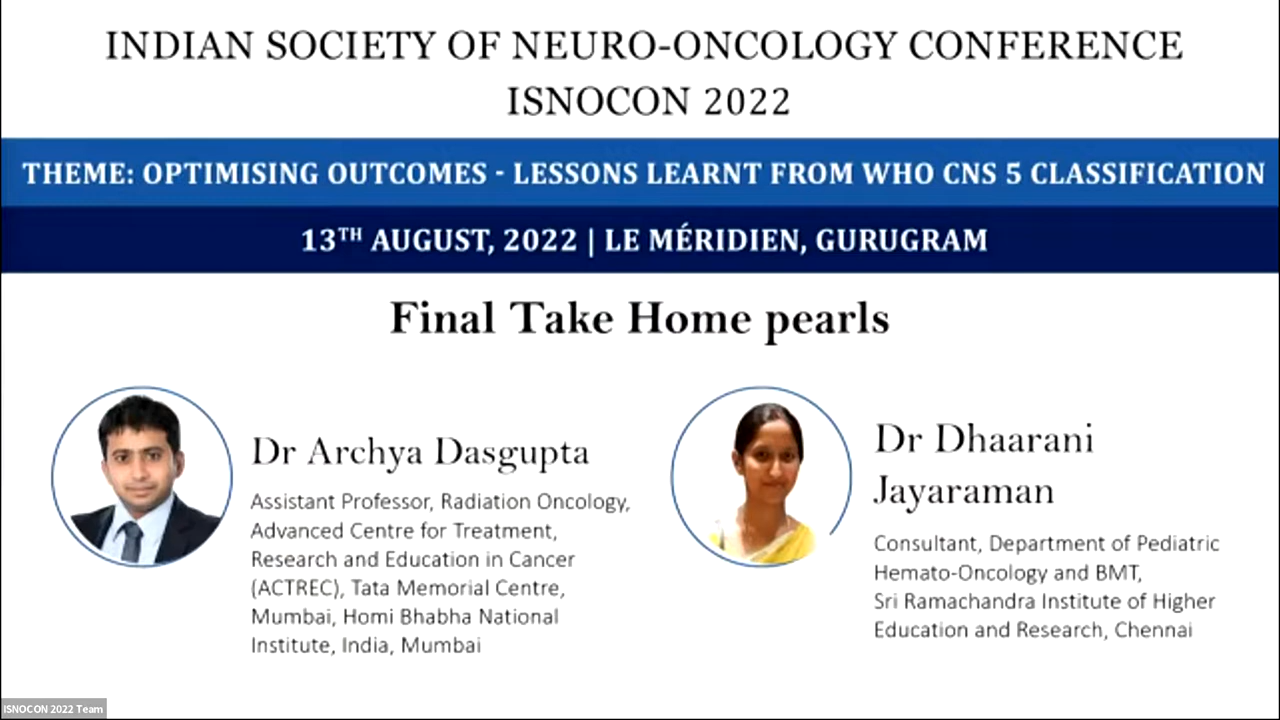 INDIAN SOCIETY OF NEURO-ONCOLOGY CONFERENCE
ISNOCON 2022
THEME: OPTIMISING OUTCOMES - LESSONS LEARNT FROM WHO CNS 5 CLASSIFICATION
13TH AUGUST, 2022 | LE MÉRIDIEN, GURUGRAM
Final Take Home pearls
Dr Archya Dasgupta
Assistant Professor, Radiation Oncology,
Advanced Centre for Treatment,
Research and Education in Cancer
(ACTREC), Tata Memorial Centre,
Mumbai, Homi Bhabha National
Institute, India, Mumbai
Dr Dhaarani
Jayaraman
Consultant, Department of Pediatric
Hemato-Oncology and BMT,
Sri Ramachandra Institute of Higher
Education and Research, Chennai
ISNOCON 2022 Team